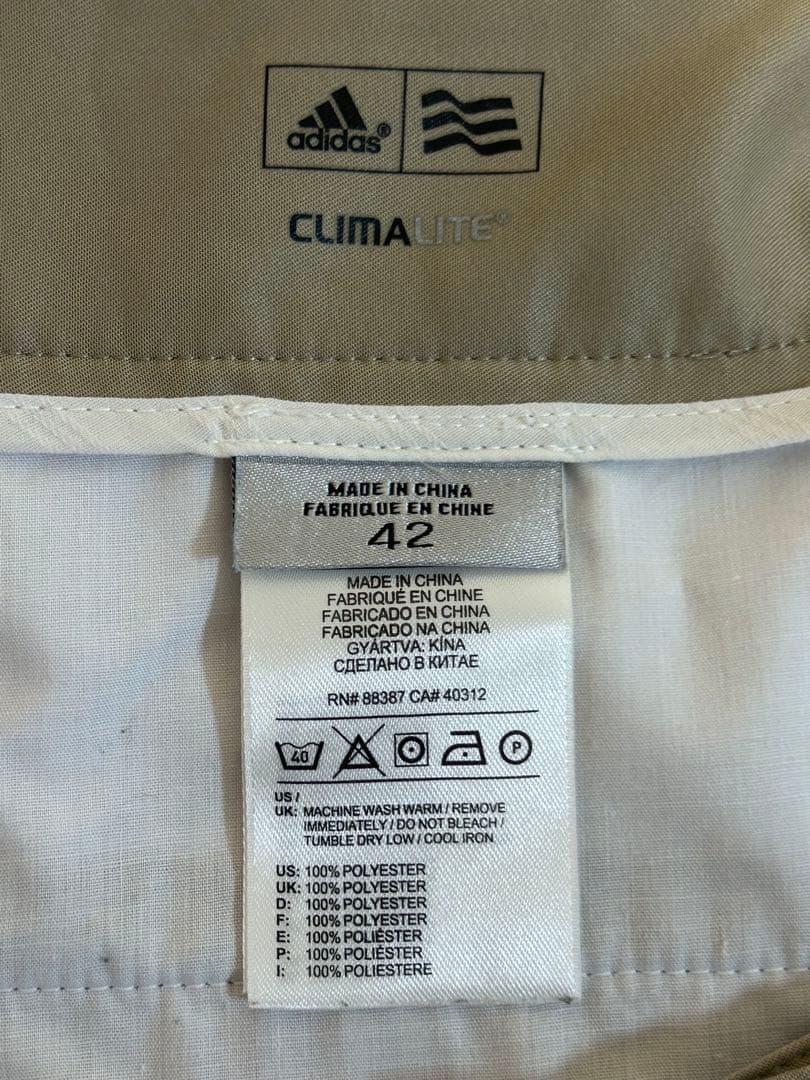 adidas®
CLIMALITE®
MADE IN CHINA
FABRIQUE EN CHINE
42
MADE IN CHINA
FABRIQUÉ EN CHINE
FABRICADO EN CHINA
FABRICADO NA CHINA
GYÁRTVA: KÍNA
СДЕЛАНО В КИТАЕ
RN# 88387 CA# 40312
40 P
US /
UK: MACHINE WASH WARM / REMOVE
IMMEDIATELY / DO NOT BLEACH /
TUMBLE DRY LOW / COOL IRON
US: 100% POLYESTER
UK: 100% POLYESTER
D: 100% POLYESTER
F: 100% POLYESTER
E: 100% POLIÉSTER
P: 100% POLIÉSTER
I: 100% POLIESTERE